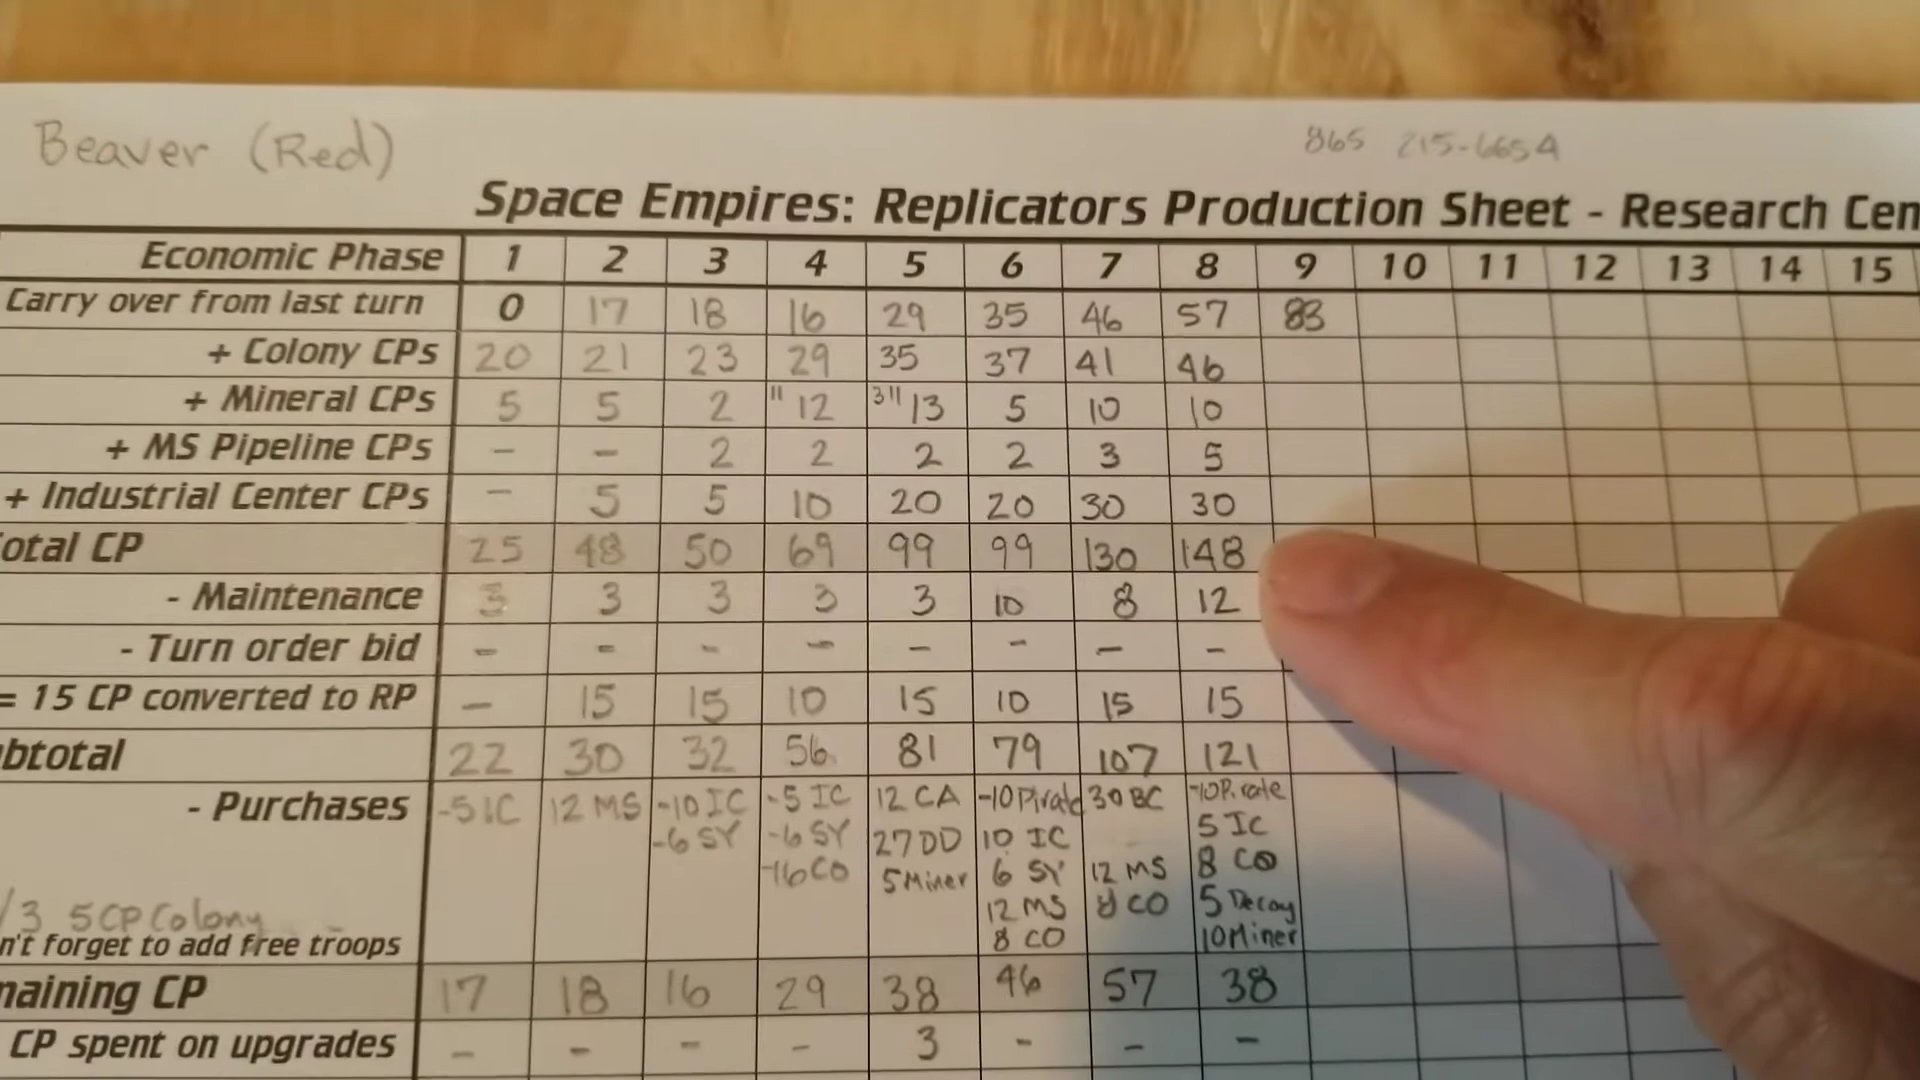 Beaver (Red)
865 215-6654
Space Empires: Replicators Production Sheet - Research Cen
Economic Phase 1 2 3 4 5 6 7 8 9 10 11 12 13 14 15
Carry over from last turn 0 17 18 16 29 35 46 57 83
+ Colony CPs 20 21 23 29 35 37 41 46
+ Mineral CPs 5 5 2 " 12 3 " 13 5 10 10
+ MS Pipeline CPs - - 2 2 2 2 3 5
+ Industrial Center CPs - 5 5 10 20 20 30 30
otal CP 25 48 50 69 99 99 130 148
- Maintenance 3 3 3 3 3 10 8 12
- Turn order bid - - - - - - - -
= 15 CP converted to RP - 15 15 10 15 10 15 15
btotal 22 30 32 56 81 79 107 121
- Purchases -5 IC 12 MS -10 IC -5 IC 12 CA -10 Pirate 30 BC -10 Pirate
-6 SY -6 SY 27 DD 10 IC 5 IC
-16 CO 5 Miner 6 SY 12 MS 8 CO
/3 5 CP Colony 12 MS 8 CO 5 Decoy
n't forget to add free troops 8 CO 10 Miner
maining CP 17 18 16 29 38 46 57 38
CP spent on upgrades - - - - 3 - - -